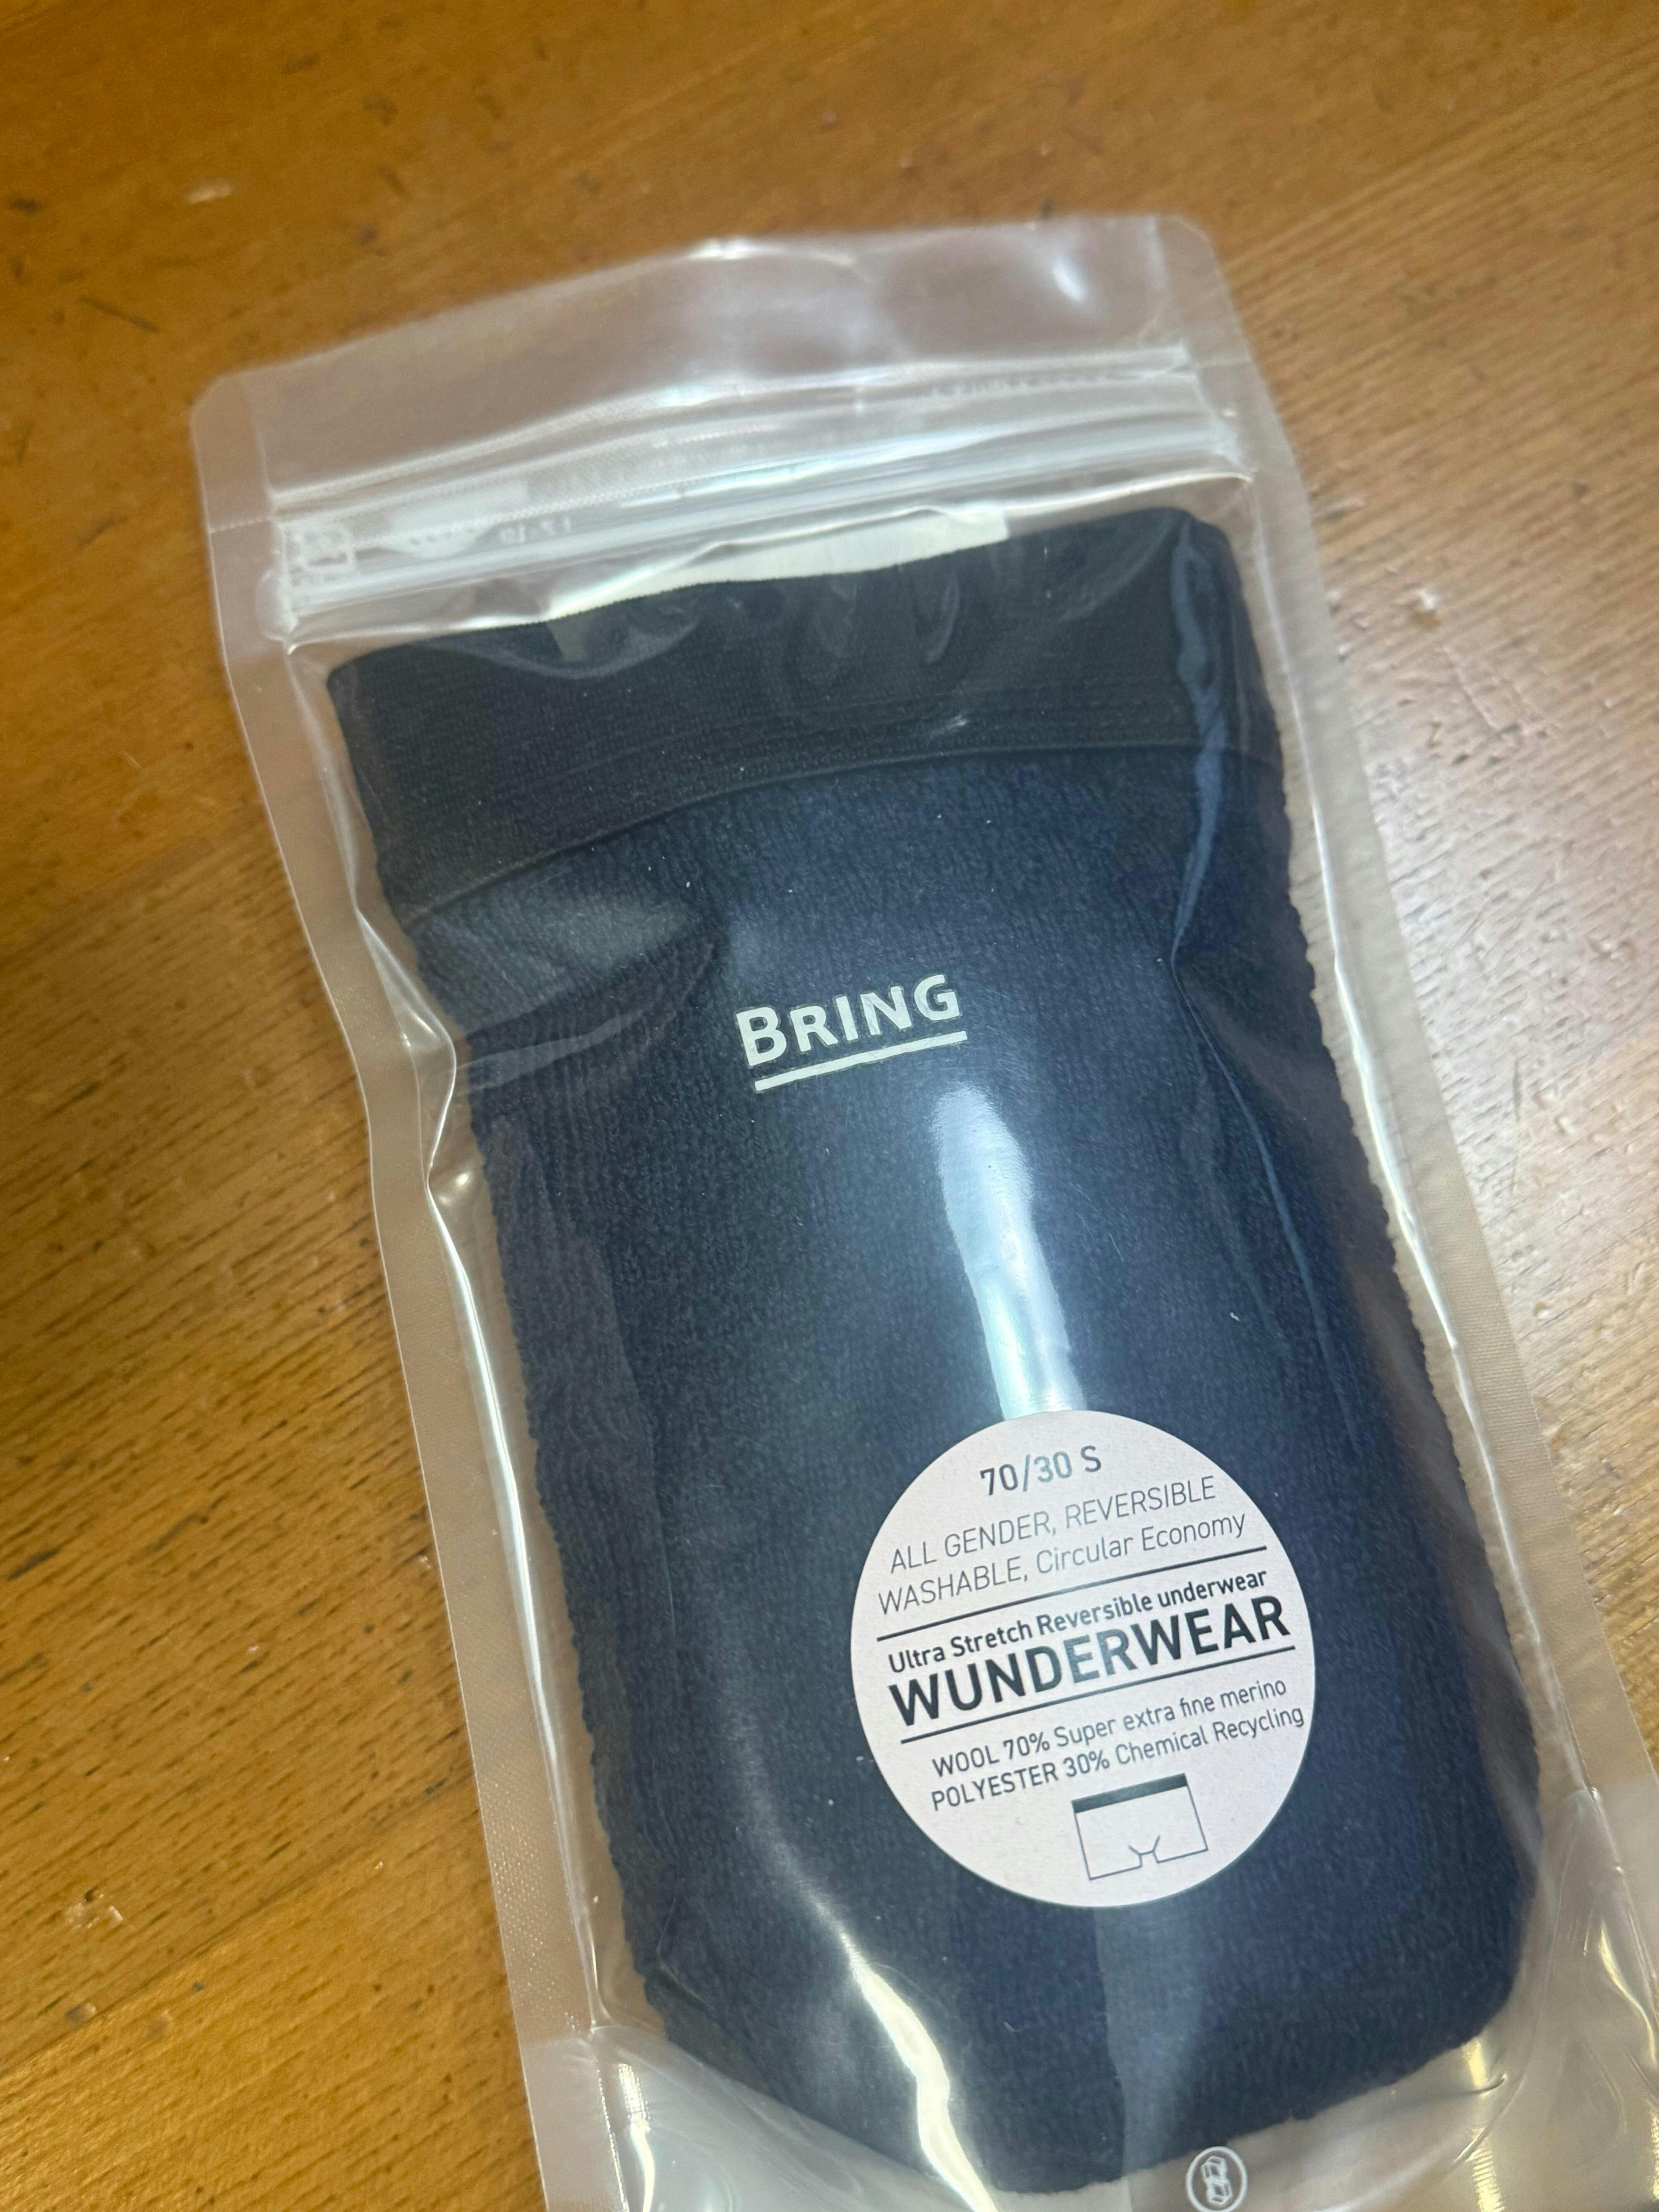 BRING
70/30 S
ALL GENDER, REVERSIBLE
WASHABLE, Circular Economy
Ultra Stretch Reversible underwear
WUNDERWEAR
WOOL 70% Super extra fine merino
POLYESTER 30% Chemical Recycling